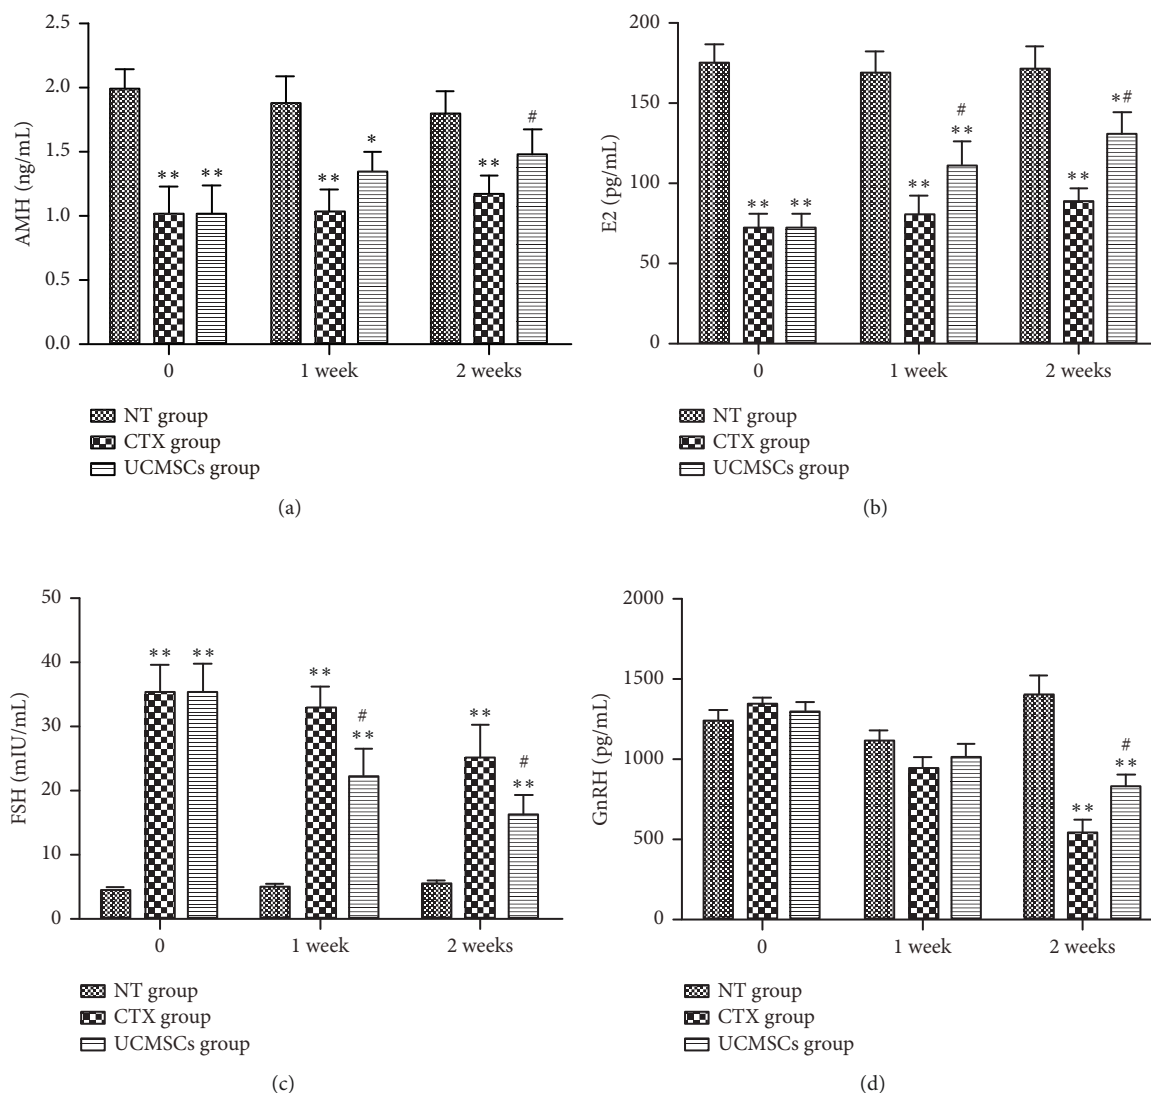 2.5
2.0
1.5
1.0
0.5
0.0
AMH (ng/mL)
** ** ** * ** #
0 1 week 2 weeks
NT group
CTX group
UCMSCs group
(a)
200
150
100
50
0
E2 (pg/mL)
** ** ** # ** ** *#
0 1 week 2 weeks
NT group
CTX group
UCMSCs group
(b)
50
40
30
20
10
0
FSH (mIU/mL)
** ** ** # ** ** # **
0 1 week 2 weeks
NT group
CTX group
UCMSCs group
(c)
2000
1500
1000
500
0
GnRH (pg/mL)
** # **
0 1 week 2 weeks
NT group
CTX group
UCMSCs group
(d)